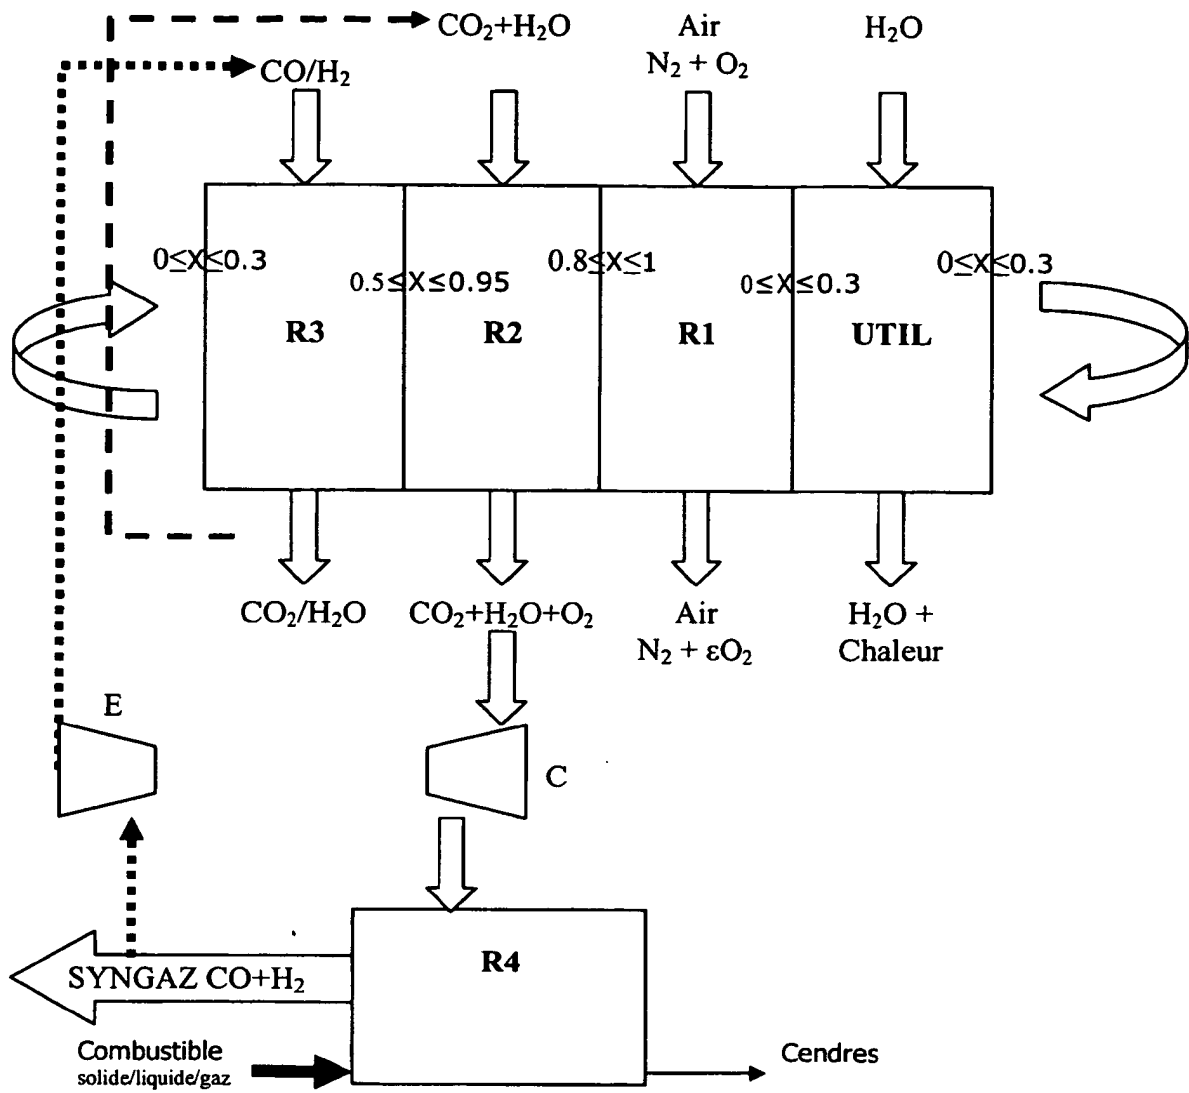 CO₂+H₂O
Air
N₂ + O₂
H₂O
CO/H₂
0≤X≤0.3
0.5≤X≤0.95
0.8≤X≤1
0≤X≤0.3
0≤X≤0.3
R3
R2
R1
UTIL
CO₂/H₂O
CO₂+H₂O+O₂
Air
N₂ + εO₂
H₂O +
Chaleur
E
C
R4
SYNGAZ CO+H₂
Combustible
solide/liquide/gaz
Cendres